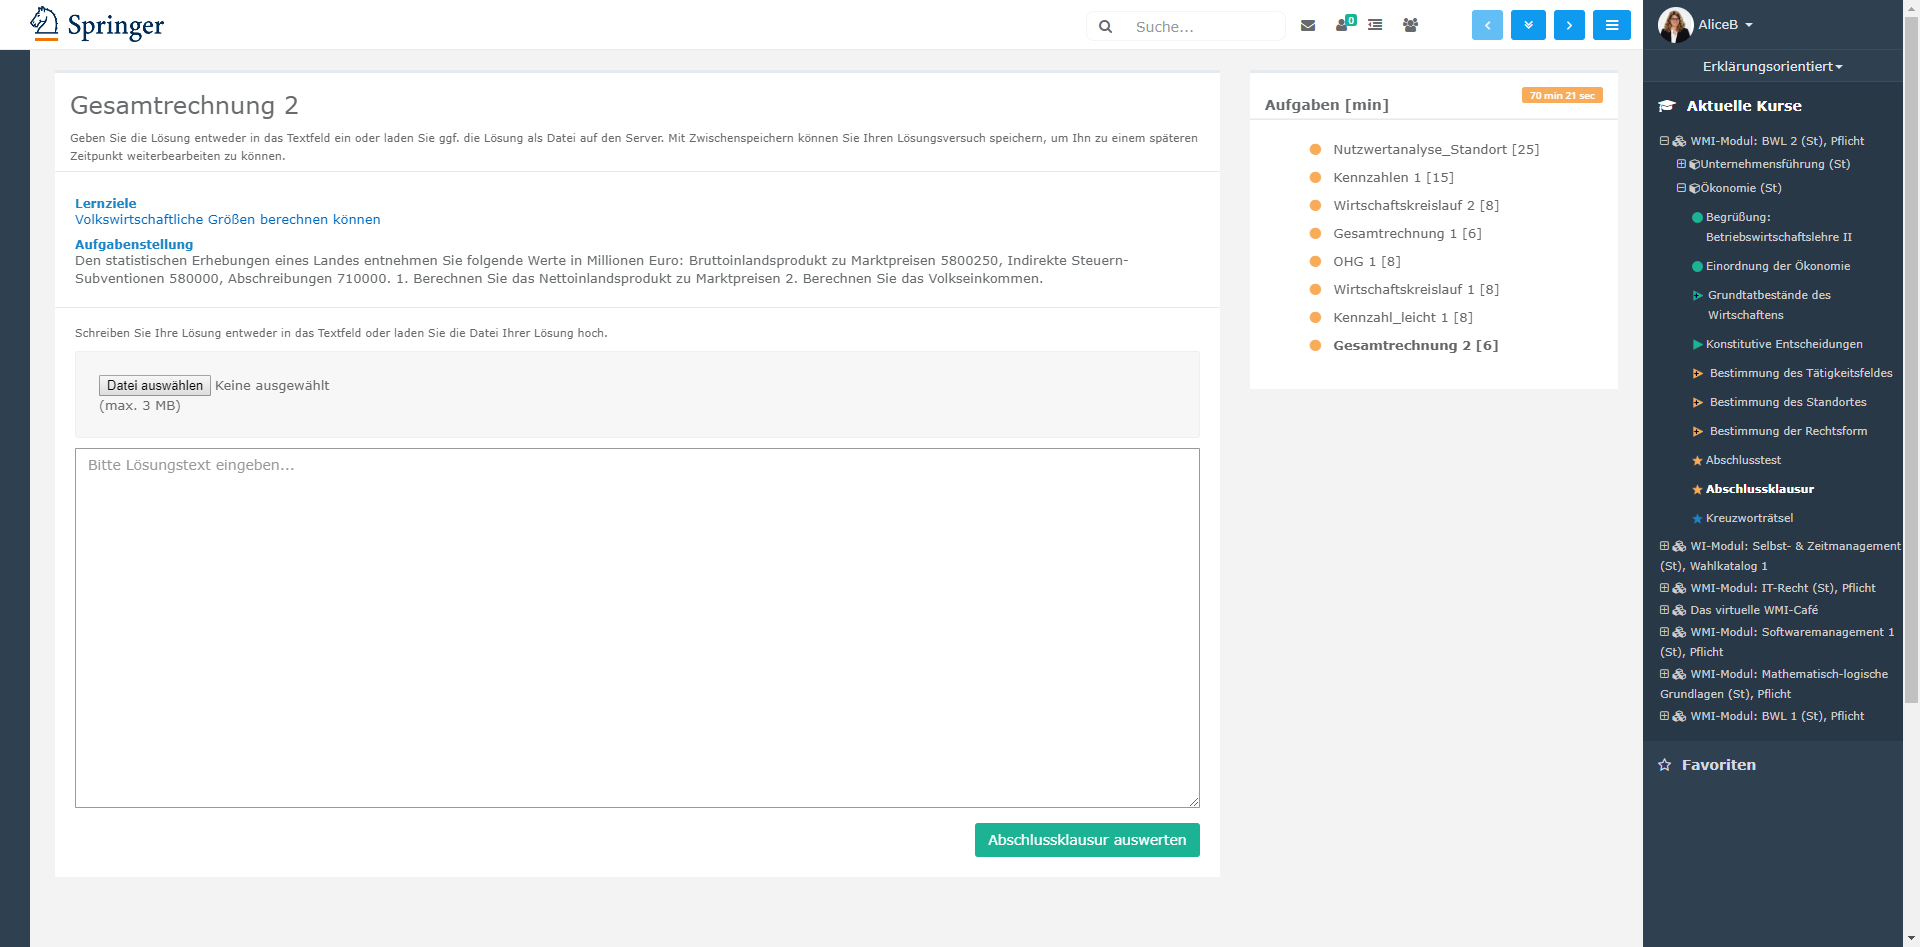 Springer
Suche...
0
AliceB
Erklärungsorientiert
Gesamtrechnung 2
Geben Sie die Lösung entweder in das Textfeld ein oder laden Sie ggf. die Lösung als Datei auf den Server. Mit Zwischenspeichern können Sie Ihren Lösungsversuch speichern, um Ihn zu einem späteren
Zeitpunkt weiterbearbeiten zu können.
Lernziele
Volkswirtschaftliche Größen berechnen können
Aufgabenstellung
Den statistischen Erhebungen eines Landes entnehmen Sie folgende Werte in Millionen Euro: Bruttoinlandsprodukt zu Marktpreisen 5800250, Indirekte Steuern-
Subventionen 580000, Abschreibungen 710000. 1. Berechnen Sie das Nettoinlandsprodukt zu Marktpreisen 2. Berechnen Sie das Volkseinkommen.
Schreiben Sie Ihre Lösung entweder in das Textfeld oder laden Sie die Datei Ihrer Lösung hoch.
Datei auswählen Keine ausgewählt
(max. 3 MB)
Bitte Lösungstext eingeben...
Abschlussklausur auswerten
Aufgaben [min]
70 min 21 sec
Nutzwertanalyse_Standort [25]
Kennzahlen 1 [15]
Wirtschaftskreislauf 2 [8]
Gesamtrechnung 1 [6]
OHG 1 [8]
Wirtschaftskreislauf 1 [8]
Kennzahl_leicht 1 [8]
Gesamtrechnung 2 [6]
Aktuelle Kurse
WMI-Modul: BWL 2 (St), Pflicht
Unternehmensführung (St)
Ökonomie (St)
Begrüßung:
Betriebswirtschaftslehre II
Einordnung der Ökonomie
Grundtatbestände des
Wirtschaftens
Konstitutive Entscheidungen
Bestimmung des Tätigkeitsfeldes
Bestimmung des Standortes
Bestimmung der Rechtsform
Abschlusstest
Abschlussklausur
Kreuzworträtsel
WI-Modul: Selbst- & Zeitmanagement
(St), Wahlkatalog 1
WMI-Modul: IT-Recht (St), Pflicht
Das virtuelle WMI-Café
WMI-Modul: Softwaremanagement 1
(St), Pflicht
WMI-Modul: Mathematisch-logische
Grundlagen (St), Pflicht
WMI-Modul: BWL 1 (St), Pflicht
Favoriten